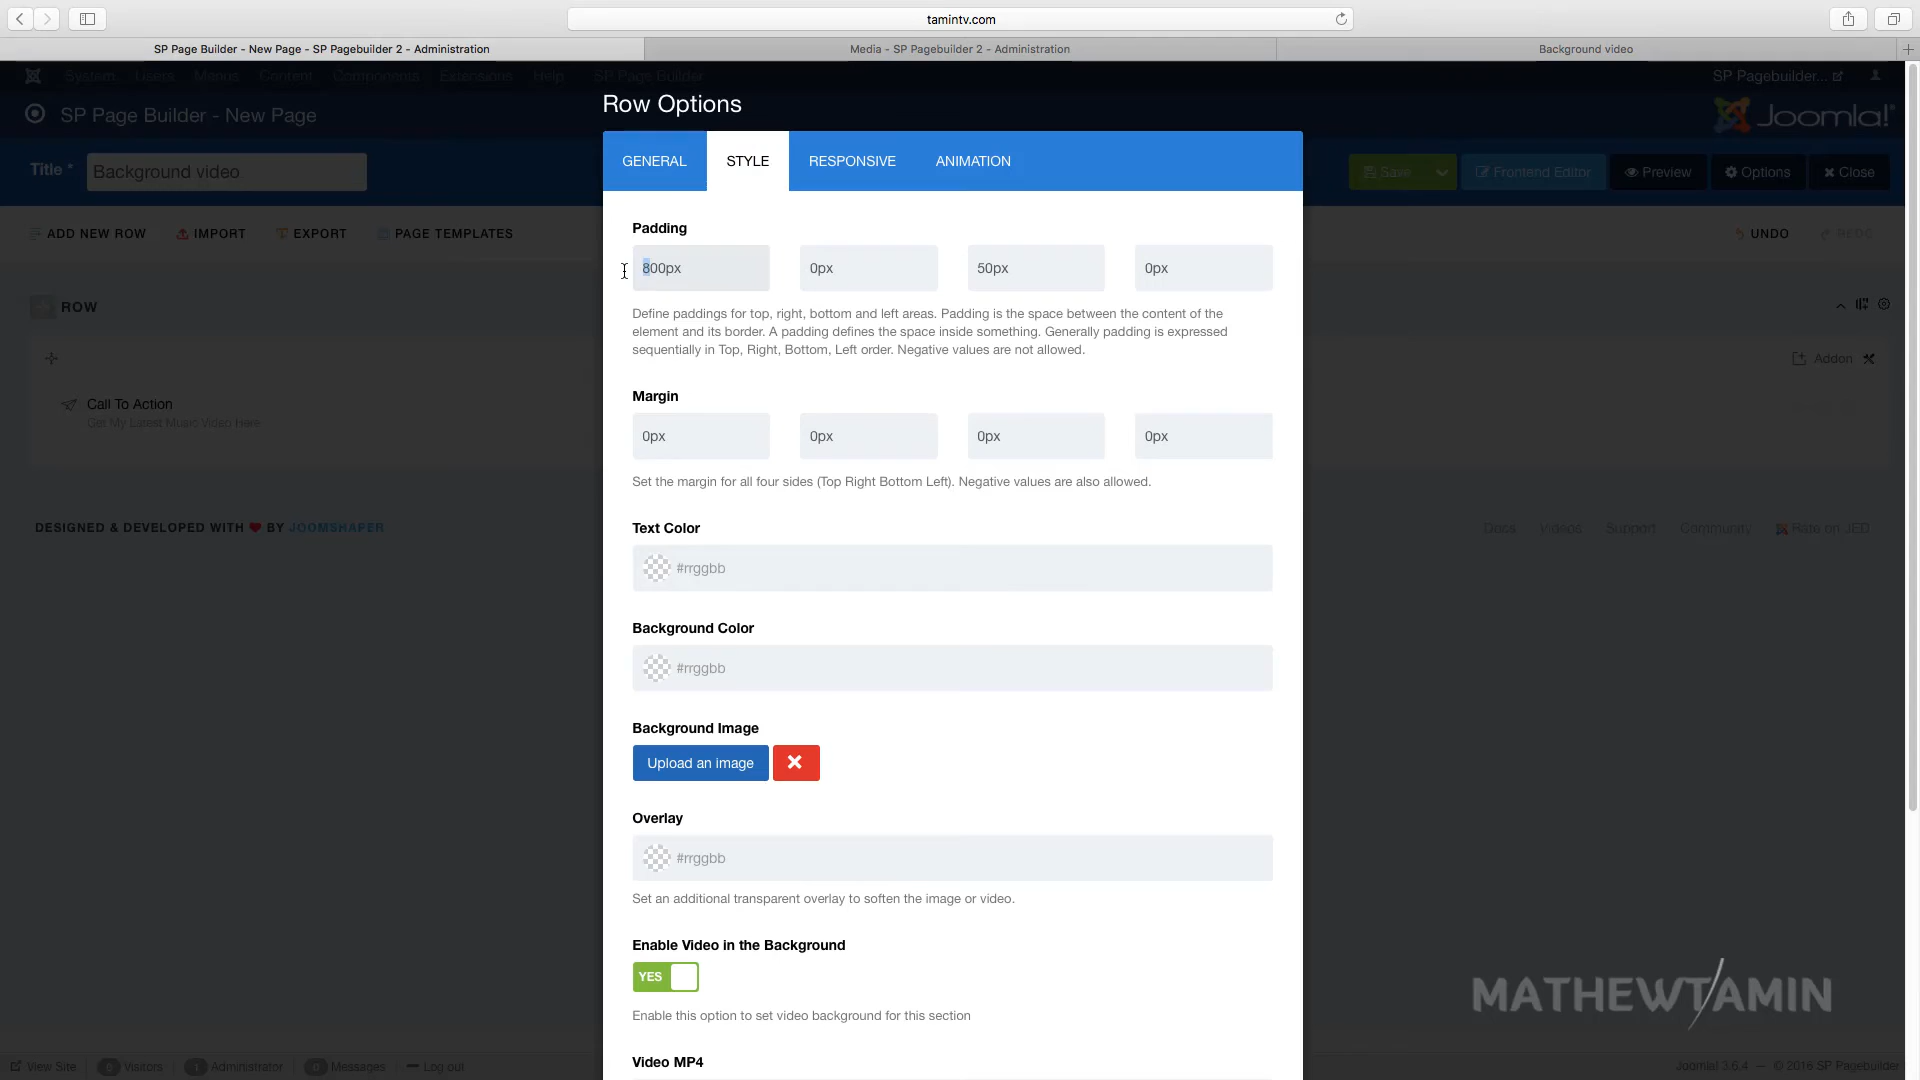 tamintv.com
SP Page Builder - New Page - SP Pagebuilder 2 - Administration
Media - SP Pagebuilder 2 - Administration
Background video
System Users Menus Content Components Extensions Help SP Page Builder
SP Pagebuilder...
SP Page Builder - New Page
Joomla!
Row Options
Title *
Background video
GENERAL STYLE RESPONSIVE ANIMATION
Save
Frontend Editor
Preview
Options
Close
ADD NEW ROW IMPORT EXPORT PAGE TEMPLATES
UNDO REDO
Padding
800px 0px 50px 0px
Define paddings for top, right, bottom and left areas. Padding is the space between the content of the
element and its border. A padding defines the space inside something. Generally padding is expressed
sequentially in Top, Right, Bottom, Left order. Negative values are not allowed.
ROW
Addon
Call To Action
Get My Latest Music Video Here
Margin
0px 0px 0px 0px
Set the margin for all four sides (Top Right Bottom Left). Negative values are also allowed.
Text Color
#rrggbb
DESIGNED & DEVELOPED WITH ❤ BY JOOMSHAPER
Docs Videos Support Community Rate on JED
Background Color
#rrggbb
Background Image
Upload an image
Overlay
#rrggbb
Set an additional transparent overlay to soften the image or video.
Enable Video in the Background
YES
Enable this option to set video background for this section
Video MP4
MATHEWTAMIN
View Site 0 Visitors 1 Administrator 0 Messages Log out
Joomla! 3.6.4 — © 2016 SP Pagebuilder